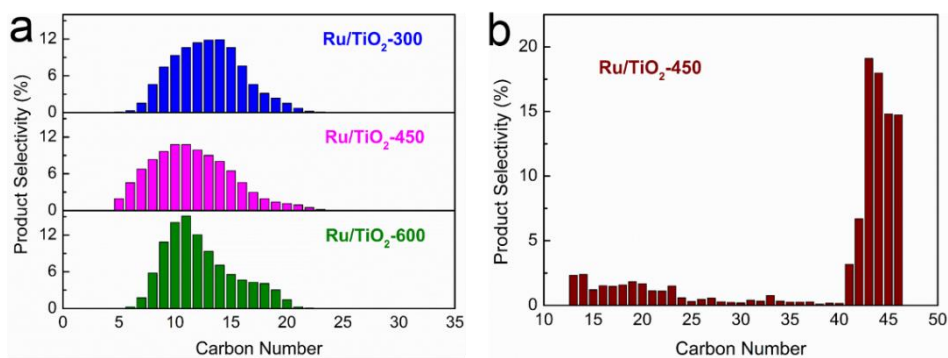 a
Ru/TiO₂-300
Ru/TiO₂-450
Ru/TiO₂-600
Product Selectivity (%)
12
6
0
12
6
0
12
6
0
0 5 10 15 20 25 30 35
Carbon Number
b
Ru/TiO₂-450
Product Selectivity (%)
20
15
10
5
0
10 15 20 25 30 35 40 45 50
Carbon Number